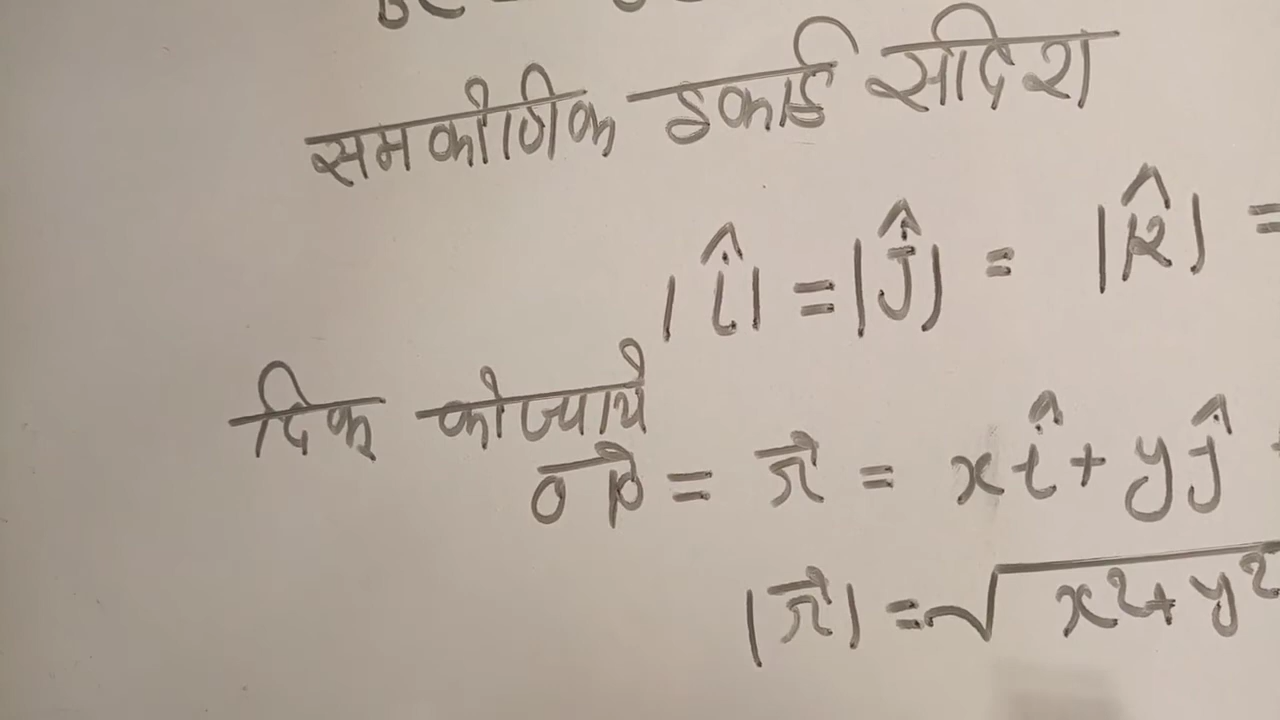 समकोणिक इकाई सदिश
|î| = |ĵ| = |k̂| =
दिक् कोज्याये
→OP = →r = xî + yĵ
|→r| = √x²+y²